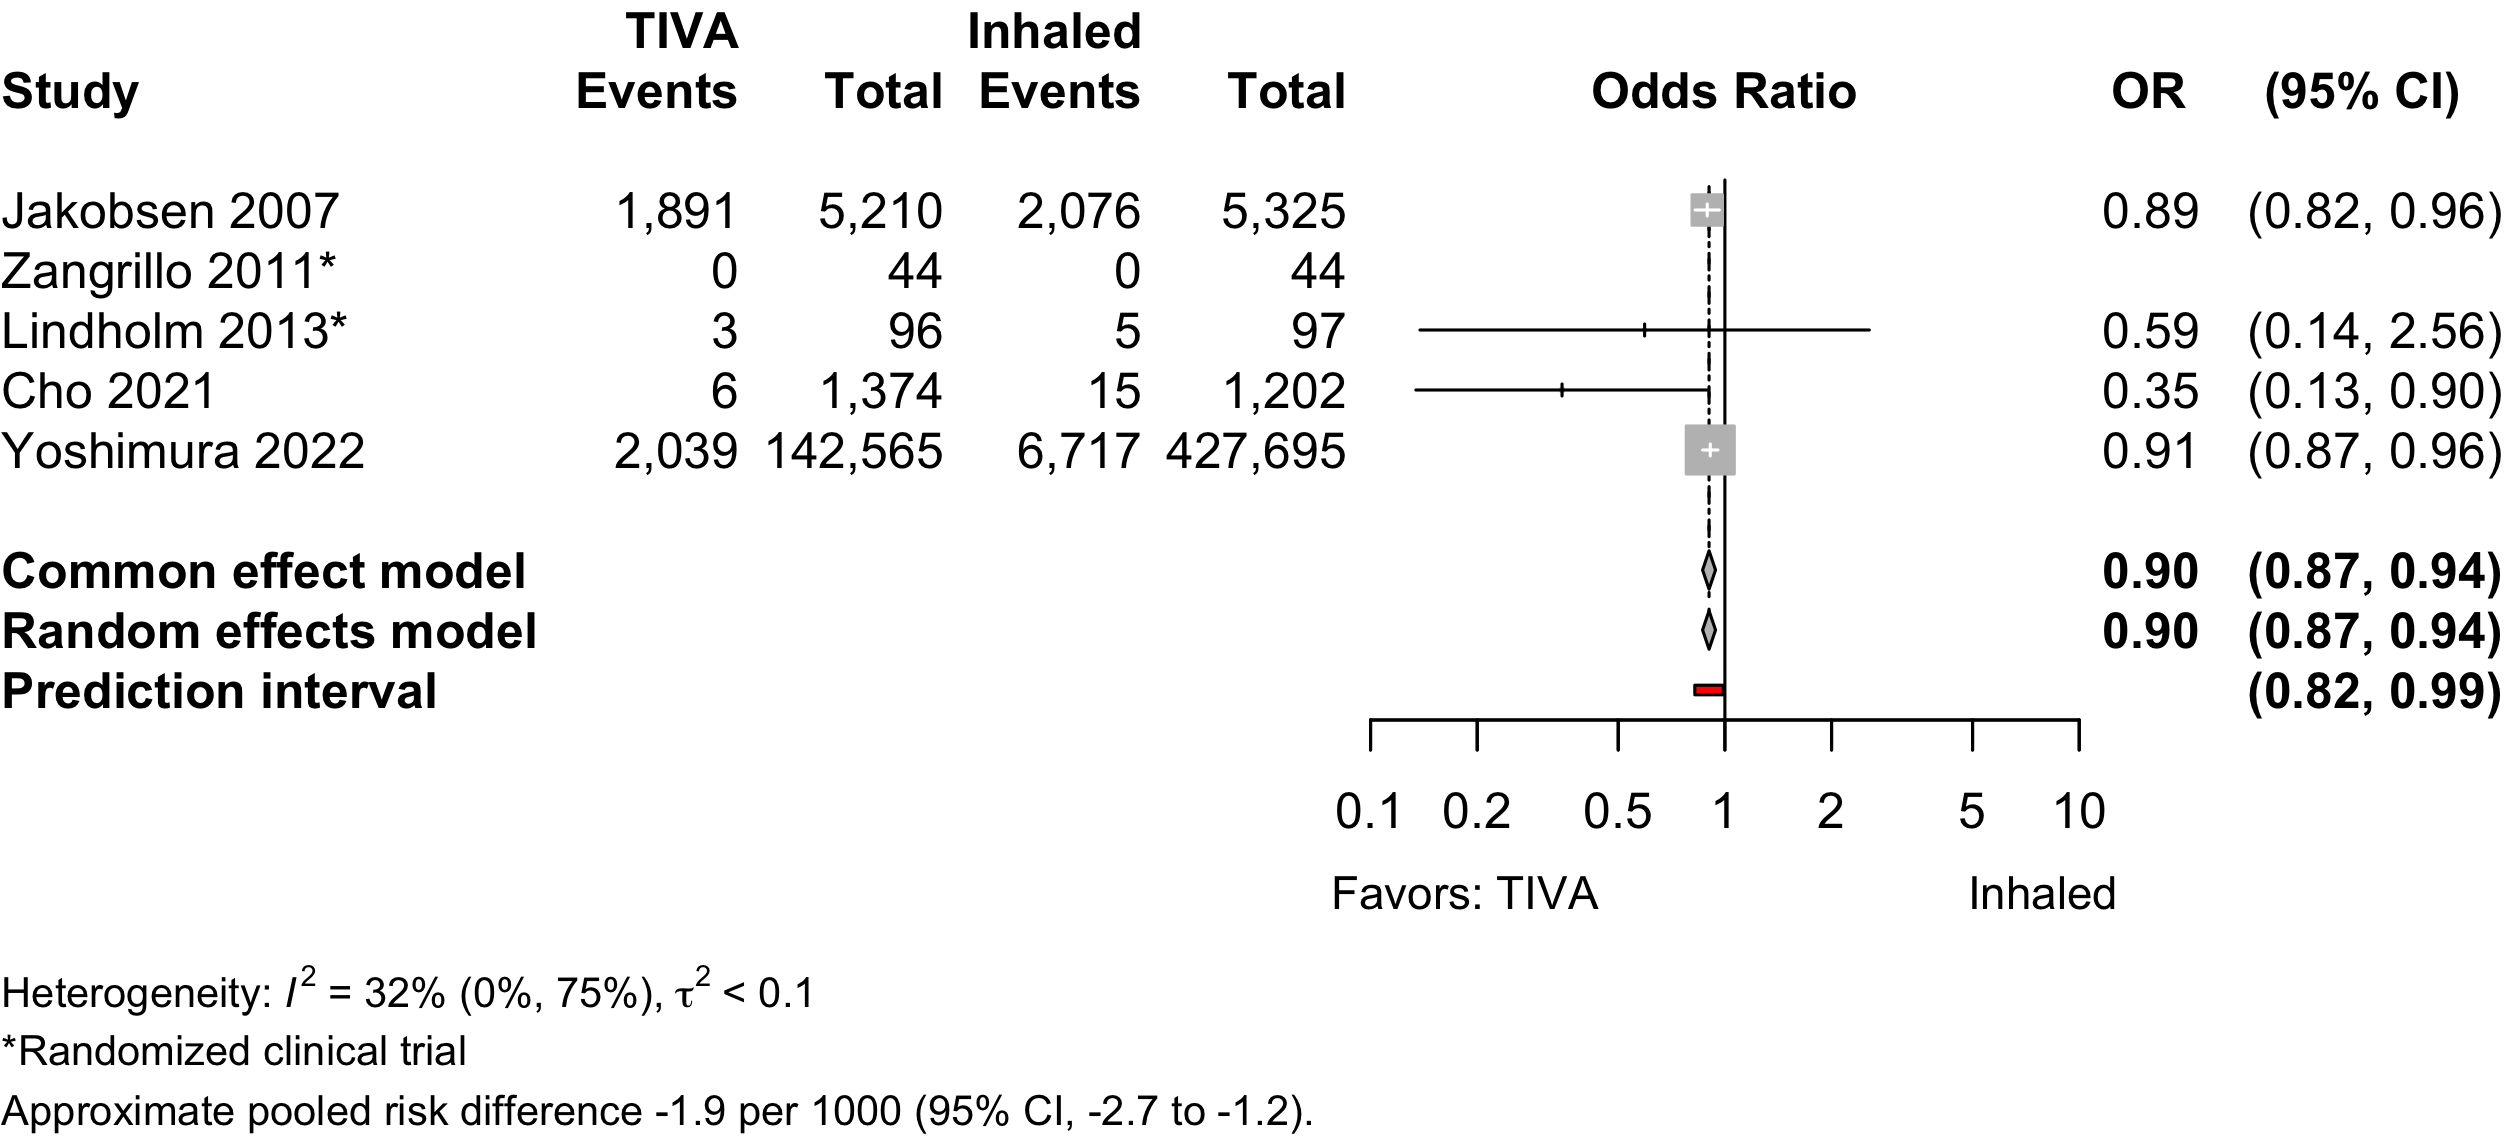 TIVA Inhaled
Study Events Total Events Total Odds Ratio OR (95% CI)
Jakobsen 2007 1,891 5,210 2,076 5,325 0.89 (0.82, 0.96)
Zangrillo 2011* 0 44 0 44
Lindholm 2013* 3 96 5 97 0.59 (0.14, 2.56)
Cho 2021 6 1,374 15 1,202 0.35 (0.13, 0.90)
Yoshimura 2022 2,039 142,565 6,717 427,695 0.91 (0.87, 0.96)
Common effect model 0.90 (0.87, 0.94)
Random effects model 0.90 (0.87, 0.94)
Prediction interval (0.82, 0.99)
0.1 0.2 0.5 1 2 5 10
Favors: TIVA Inhaled
Heterogeneity: I² = 32% (0%, 75%), τ² < 0.1
*Randomized clinical trial
Approximate pooled risk difference -1.9 per 1000 (95% CI, -2.7 to -1.2).